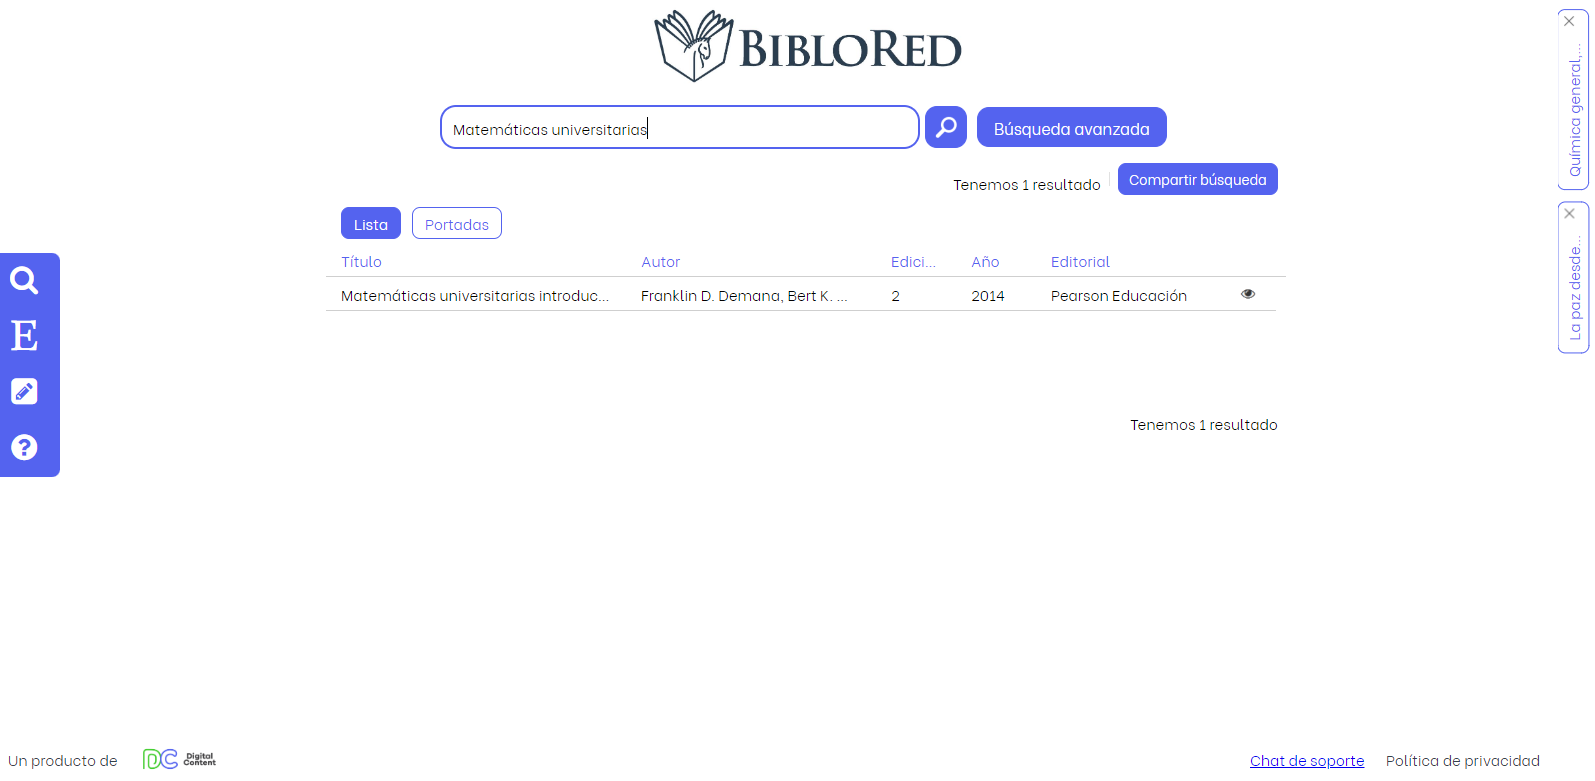 BIBLORED
Matemáticas universitarias
Búsqueda avanzada
Tenemos 1 resultado
Compartir búsqueda
Lista
Portadas
Título Autor Edici... Año Editorial
Matemáticas universitarias introduc... Franklin D. Demana, Bert K. ... 2 2014 Pearson Educación
Tenemos 1 resultado
E
?
Química general,...
La paz desde...
Un producto de
DC Digital
Content
Chat de soporte
Política de privacidad